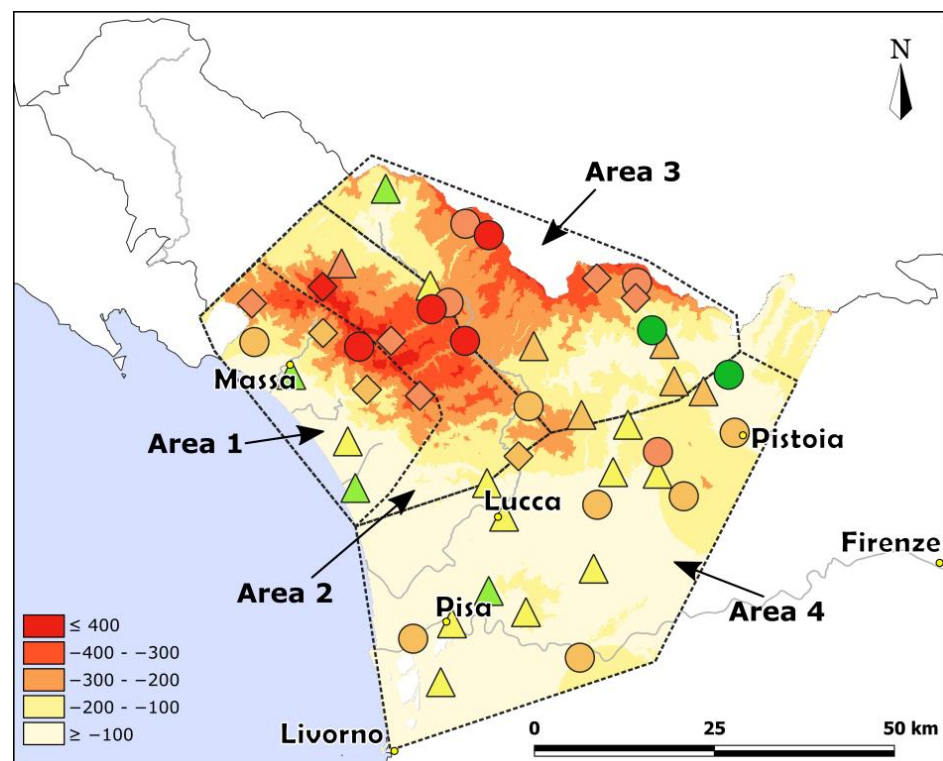 N
Area 3
Massa
Area 1
Pistoia
Lucca
Firenze
Area 2
Pisa
Area 4
≤ 400
−400 - −300
−300 - −200
−200 - −100
≥ −100
Livorno
0 25 50 km